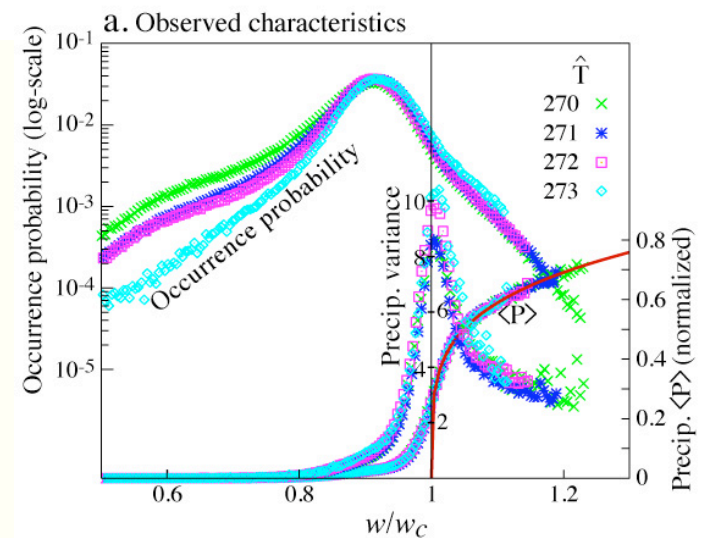 a. Observed characteristics
Occurrence probability (log-scale)
10-1
10-2
10-3
10-4
10-5
Occurrence probability
T̂
270
271
272
273
Precip. variance
10
8
6
4
2
⟨P⟩
0.8
0.6
0.4
0.2
0
Precip. ⟨P⟩ (normalized)
0.6
0.8
1
1.2
w/wc